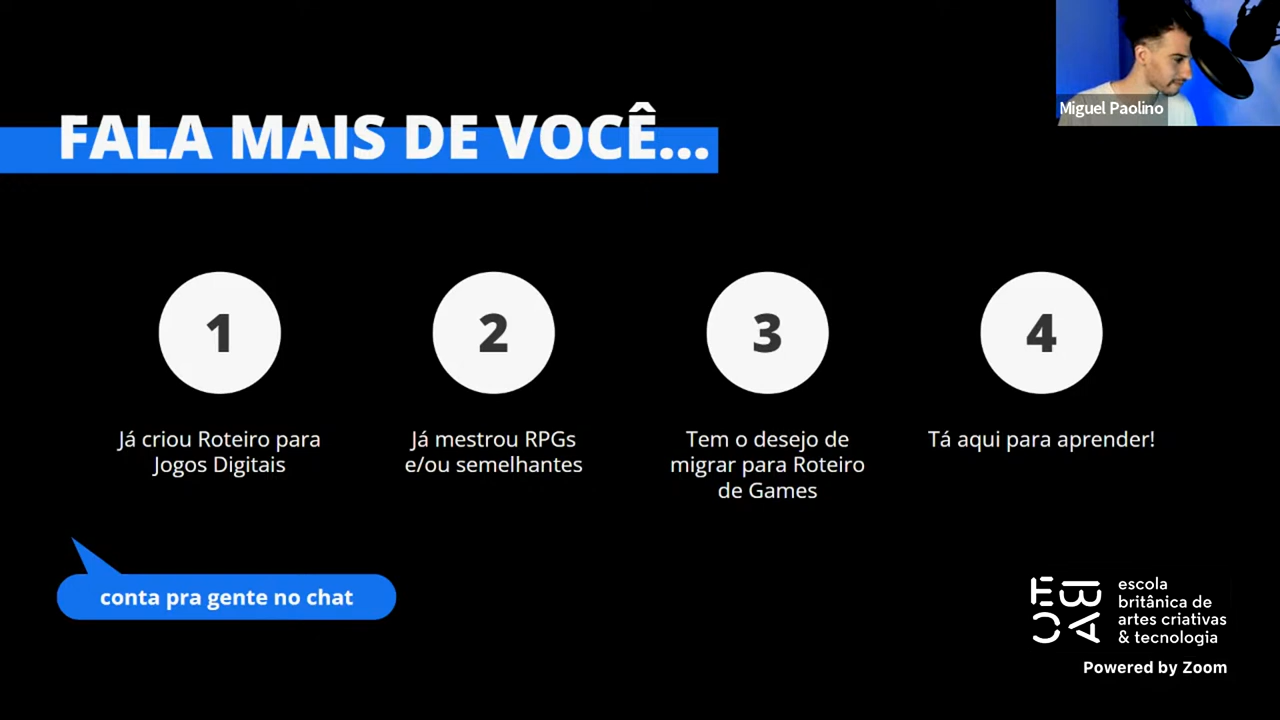 Miguel Paolino
FALA MAIS DE VOCÊ...
1
2
3
4
Já criou Roteiro para
Jogos Digitais
Já mestrou RPGs
e/ou semelhantes
Tem o desejo de
migrar para Roteiro
de Games
Tá aqui para aprender!
conta pra gente no chat
EBAC
escola
britânica de
artes criativas
& tecnologia
Powered by Zoom